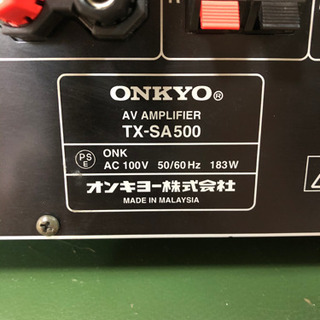 ONKYO®
AV AMPLIFIER
TX-SA500
PS
E
ONK
AC 100V 50/60Hz 183W
オンキヨー株式会社
MADE IN MALAYSIA